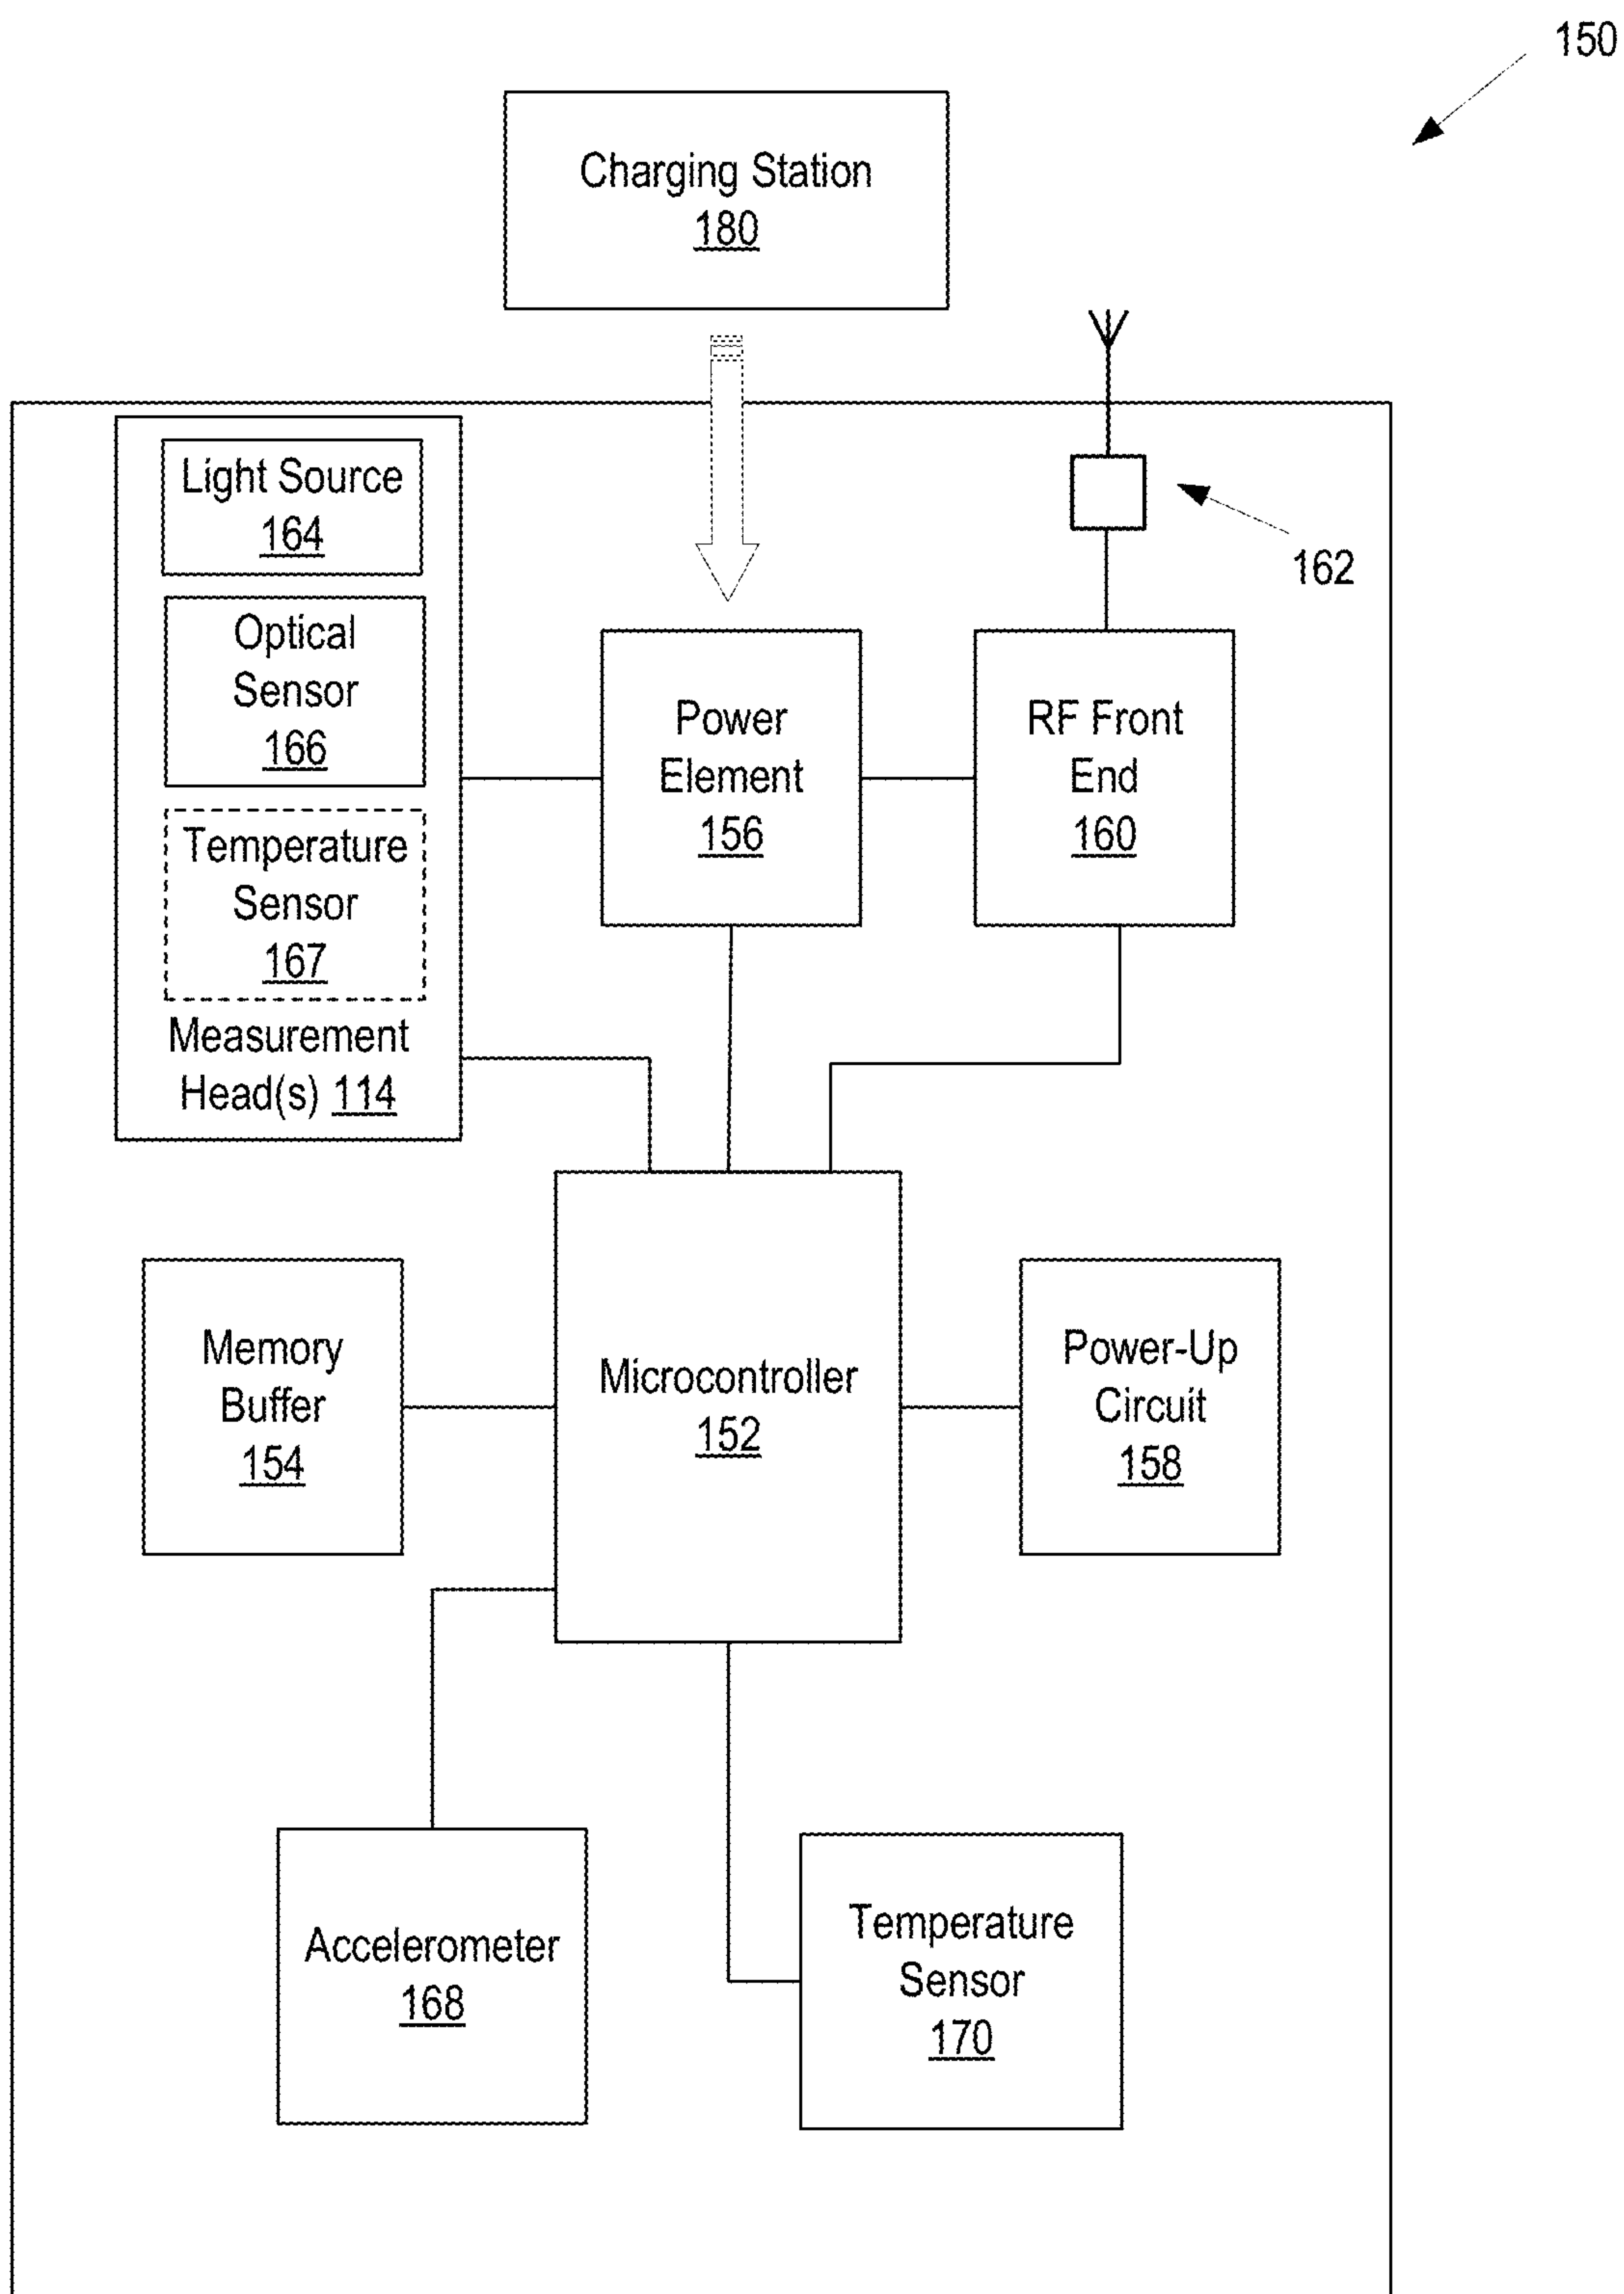 150
Charging Station
180
Light Source
164
162
Optical
Sensor
166
Temperature
Sensor
167
Measurement
Head(s) 114
Power
Element
156
RF Front
End
160
Memory
Buffer
154
Microcontroller
152
Power-Up
Circuit
158
Accelerometer
168
Temperature
Sensor
170